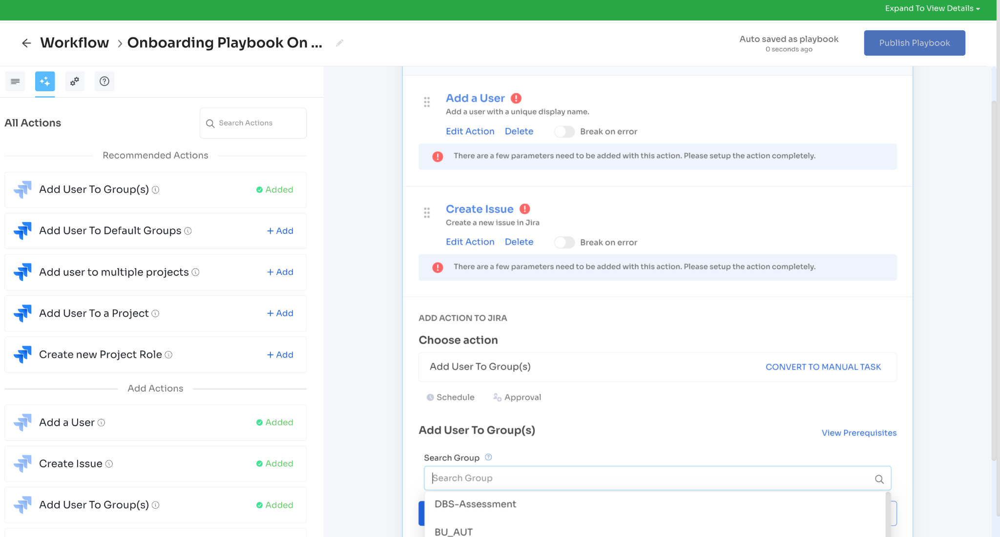 Expand To View Details
Workflow > Onboarding Playbook On ...
Auto saved as playbook
0 seconds ago
Publish Playbook
All Actions
Search Actions
Recommended Actions
Add User To Group(s)
Added
Add User To Default Groups
+ Add
Add user to multiple projects
+ Add
Add User To a Project
+ Add
Create new Project Role
+ Add
Add Actions
Add a User
Added
Create Issue
Added
Add User To Group(s)
Added
Add a User
Add a user with a unique display name.
Edit Action Delete Break on error
There are a few parameters need to be added with this action. Please setup the action completely.
Create Issue
Create a new issue in Jira
Edit Action Delete Break on error
There are a few parameters need to be added with this action. Please setup the action completely.
ADD ACTION TO JIRA
Choose action
Add User To Group(s) CONVERT TO MANUAL TASK
Schedule Approval
Add User To Group(s)
View Prerequisites
Search Group
Search Group
DBS-Assessment
BU_AUT